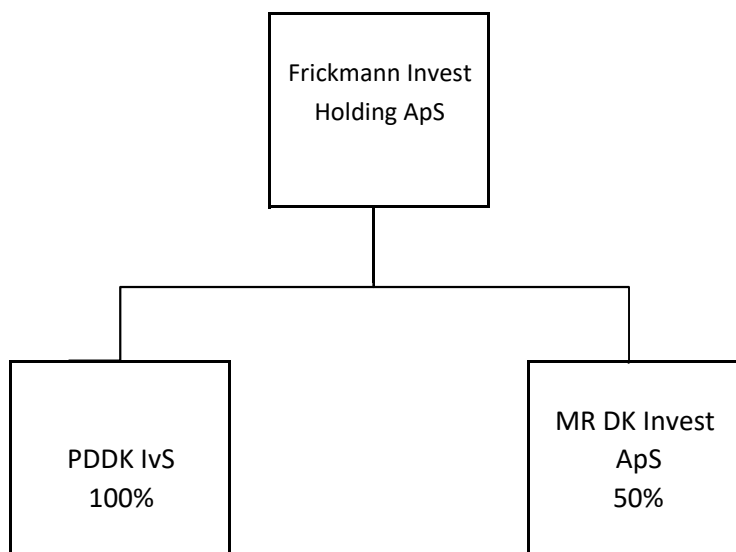 Frickmann Invest
Holding ApS
PDDK IvS
100%
MR DK Invest
ApS
50%